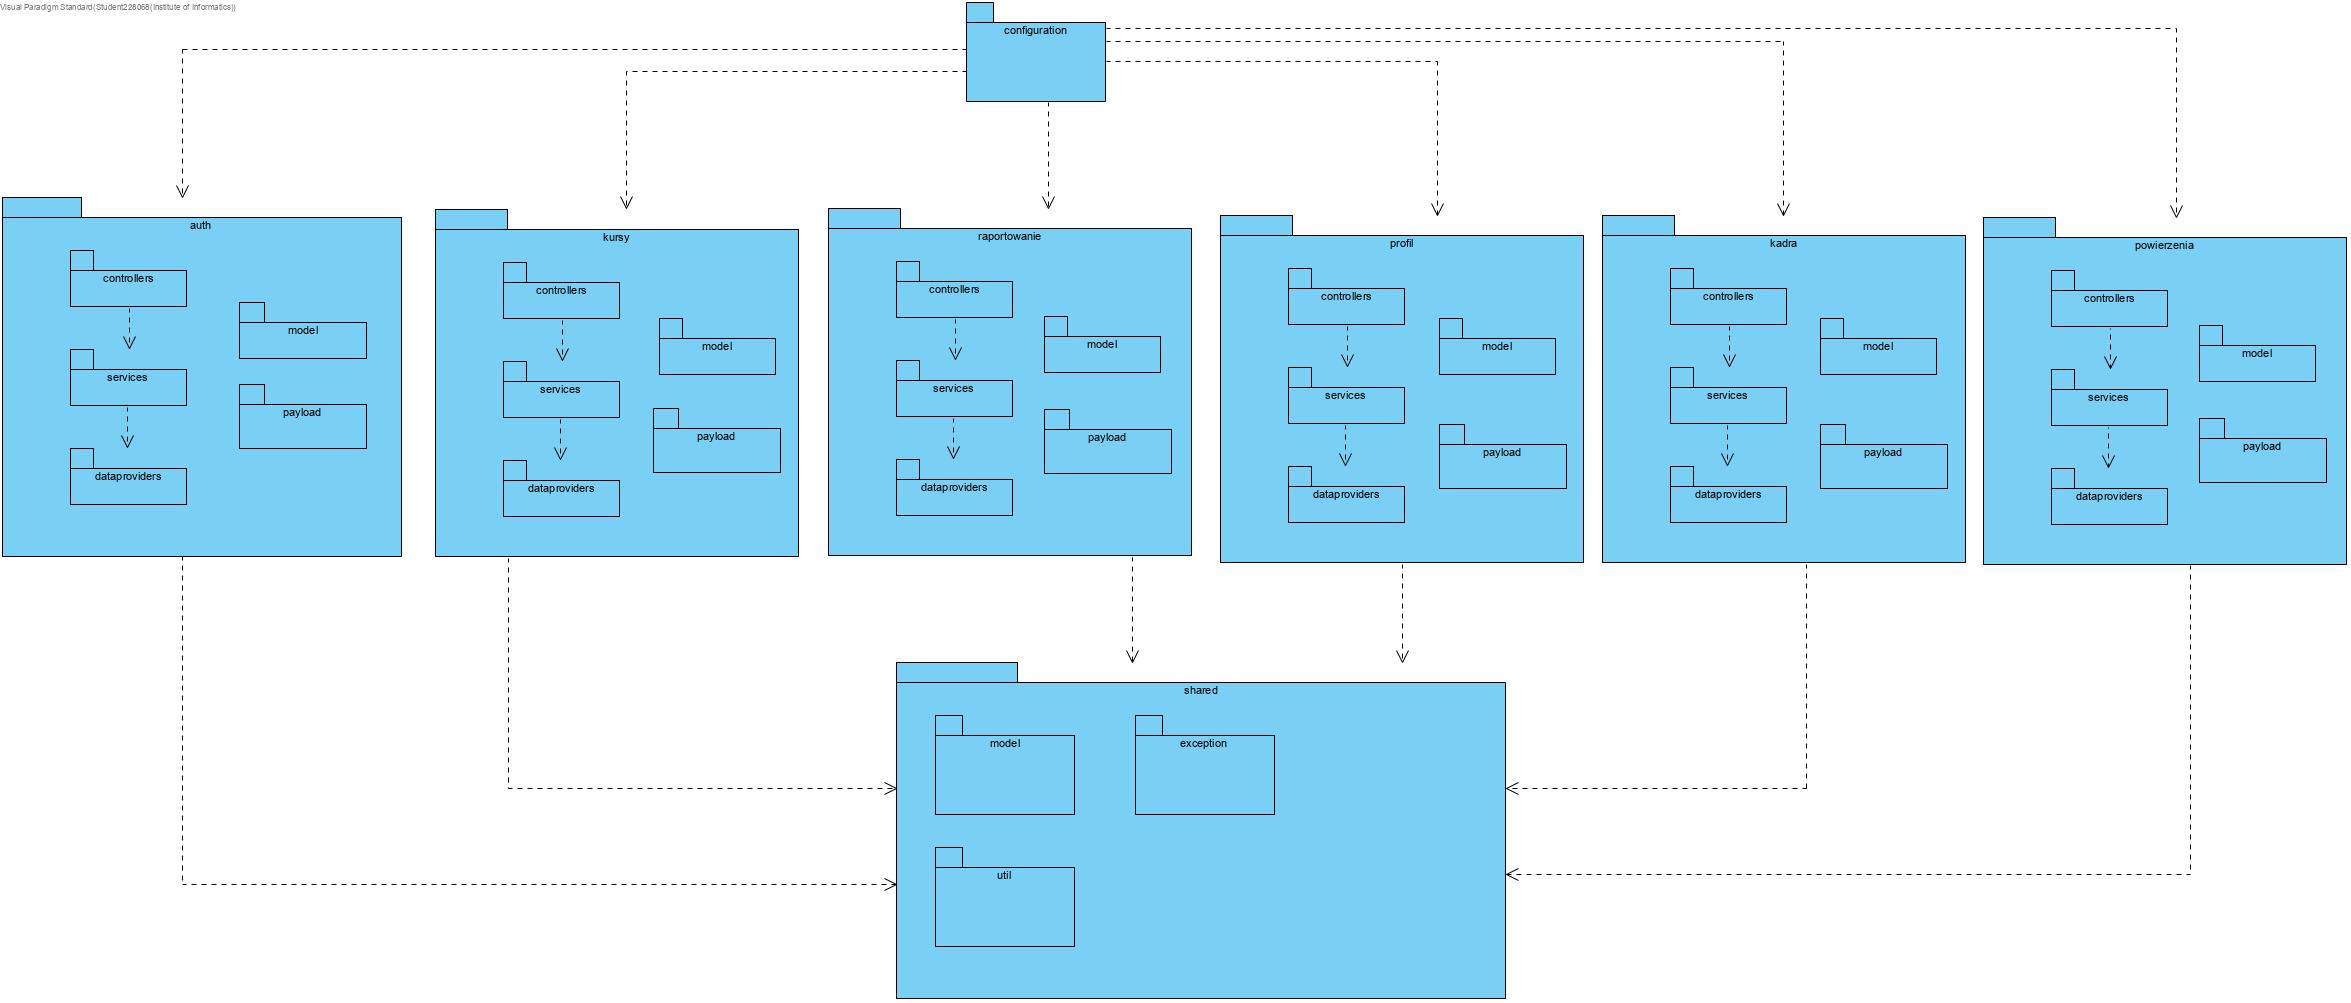 Visual Paradigm Standard(Student228068(Institute of Informatics))
configuration
auth
controllers
model
services
payload
dataproviders
kursy
controllers
model
services
payload
dataproviders
raportowanie
controllers
model
services
payload
dataproviders
profil
controllers
model
services
payload
dataproviders
kadra
controllers
model
services
payload
dataproviders
powierzenia
controllers
model
services
payload
dataproviders
shared
model
exception
util